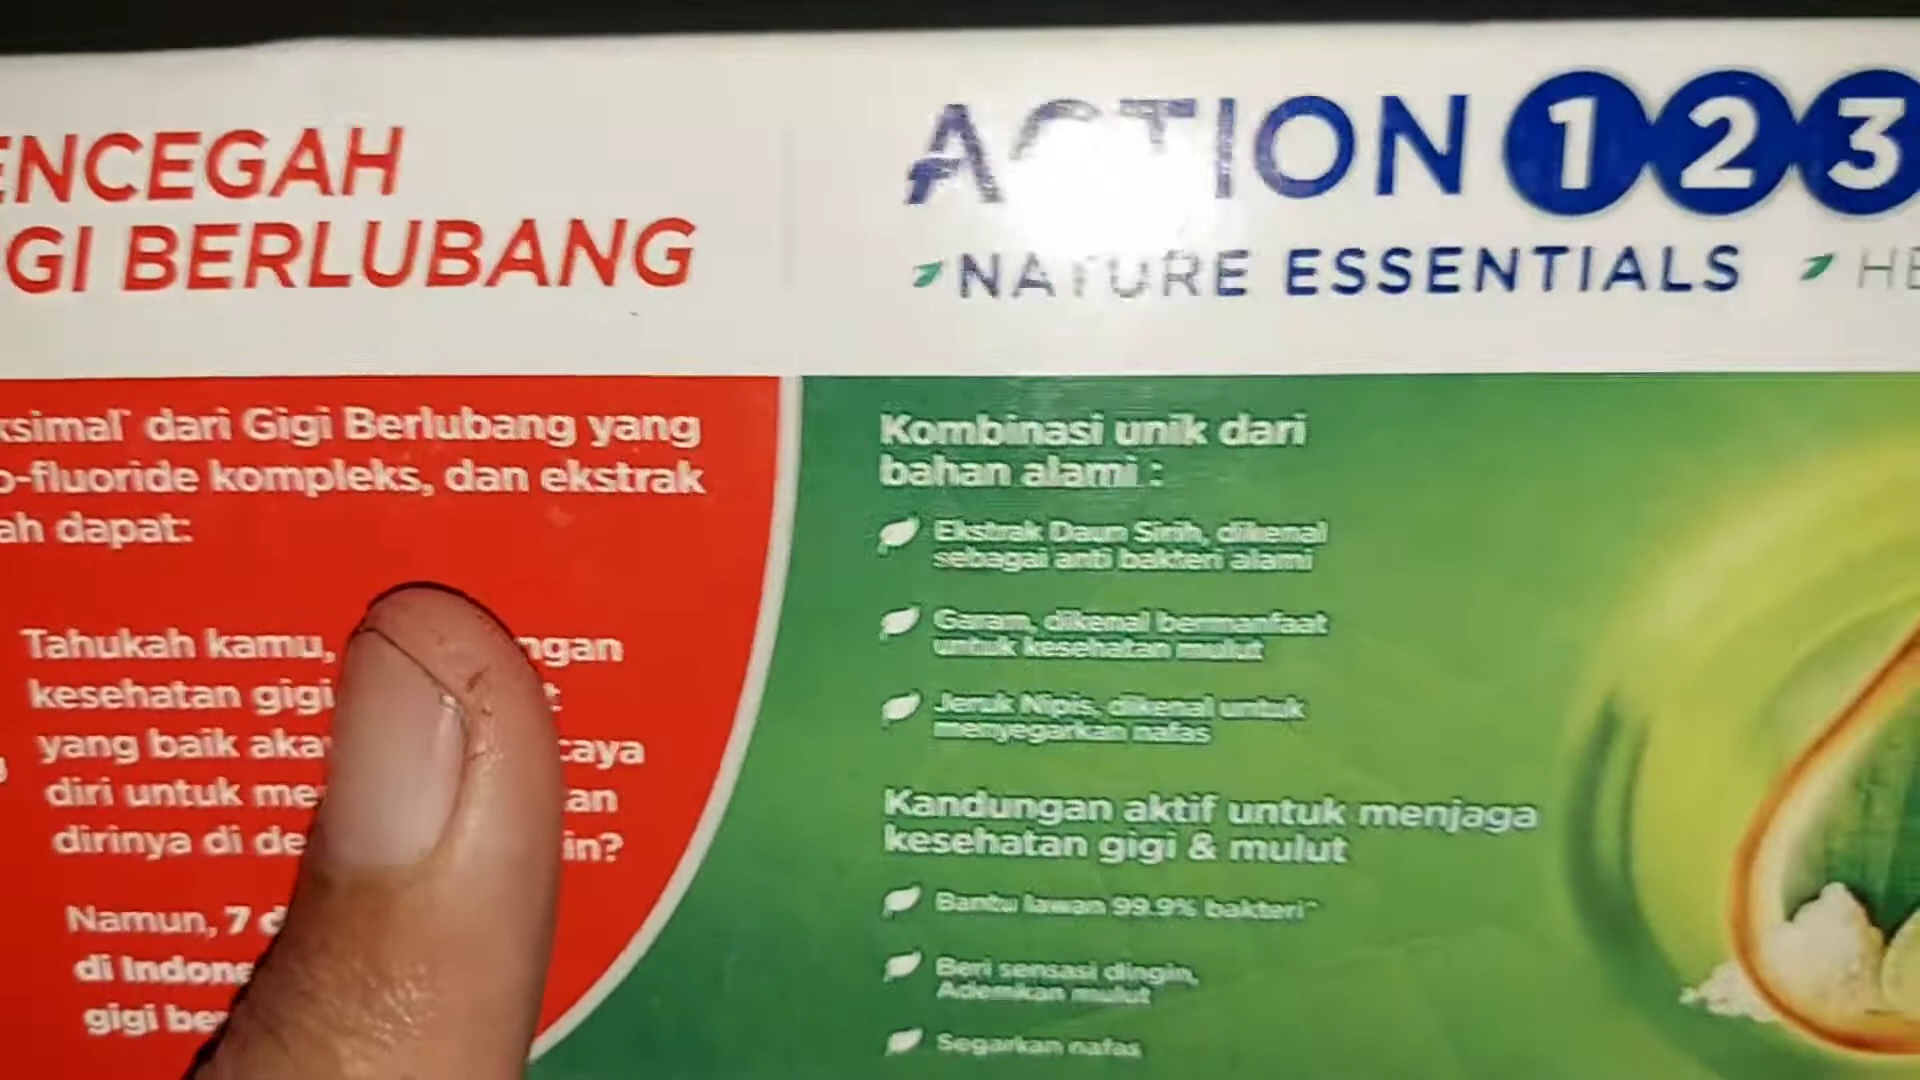 ENCEGAH
GI BERLUBANG
ACTION 1 2 3
NATURE ESSENTIALS HE
ksimal* dari Gigi Berlubang yang
o-fluoride kompleks, dan ekstrak
ah dapat:
Tahukah kamu, ngan
kesehatan gigi t
yang baik aka caya
diri untuk me an
dirinya di de in?
Namun, 7 d
di Indone
gigi ber
Kombinasi unik dari
bahan alami :
Ekstrak Daun Sirih, dikenal
sebagai anti bakteri alami
Garam, dikenal bermanfaat
untuk kesehatan mulut
Jeruk Nipis, dikenal untuk
menyegarkan nafas
Kandungan aktif untuk menjaga
kesehatan gigi & mulut
Bantu lawan 99.9% bakteri^
Beri sensasi dingin,
Ademkan mulut
Segarkan nafas